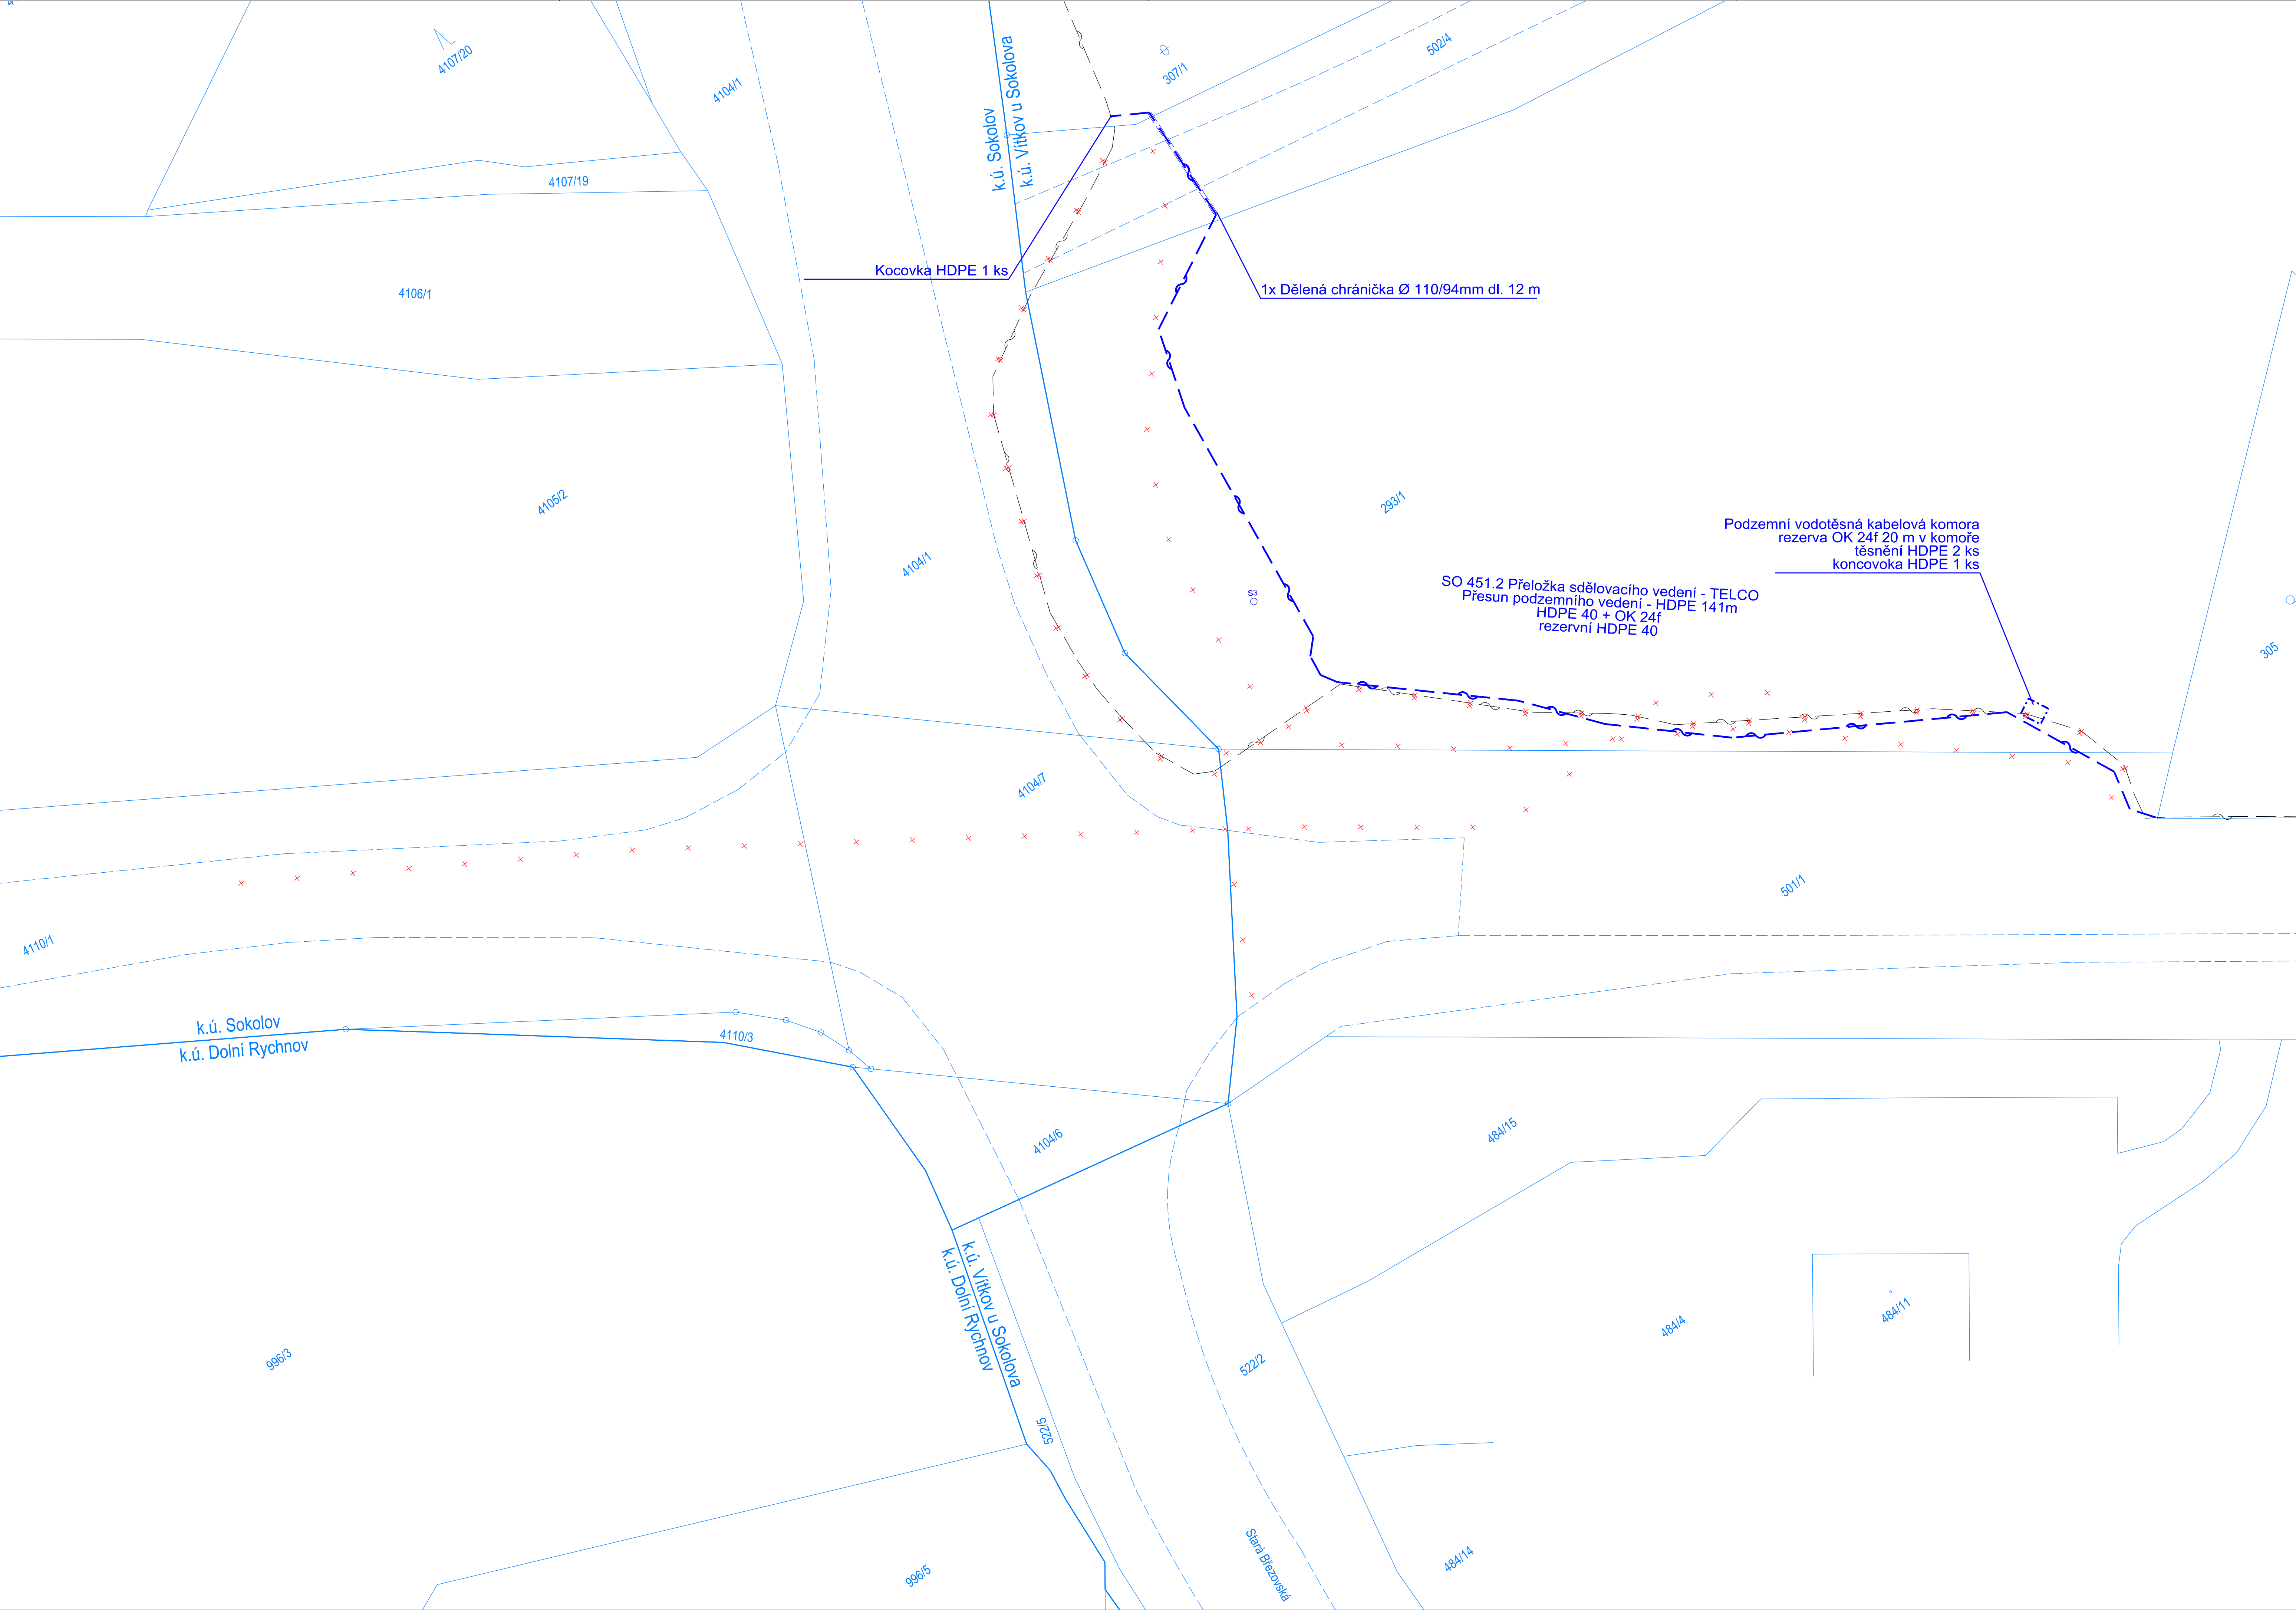 4107/20
4104/1
k.ú. Sokolov
k.ú. Vítkov u Sokolova
307/1
502/4
4107/19
Kocovka HDPE 1 ks
1x Dělená chránička Ø 110/94mm dl. 12 m
4106/1
4105/2
293/1
4104/1
Podzemní vodotěsná kabelová komora
rezerva OK 24f 20 m v komoře
těsnění HDPE 2 ks
koncovoka HDPE 1 ks
SO 451.2 Přeložka sdělovacího vedení - TELCO
Přesun podzemního vedení - HDPE 141m
HDPE 40 + OK 24f
rezervní HDPE 40
S3
305
4104/7
501/1
4110/1
k.ú. Sokolov
k.ú. Dolní Rychnov
4110/3
4104/6
484/15
k.ú. Vítkov u Sokolova
k.ú. Dolní Rychnov
996/3
522/2
484/4
484/11
522/5
996/5
Stará Březovská
484/14